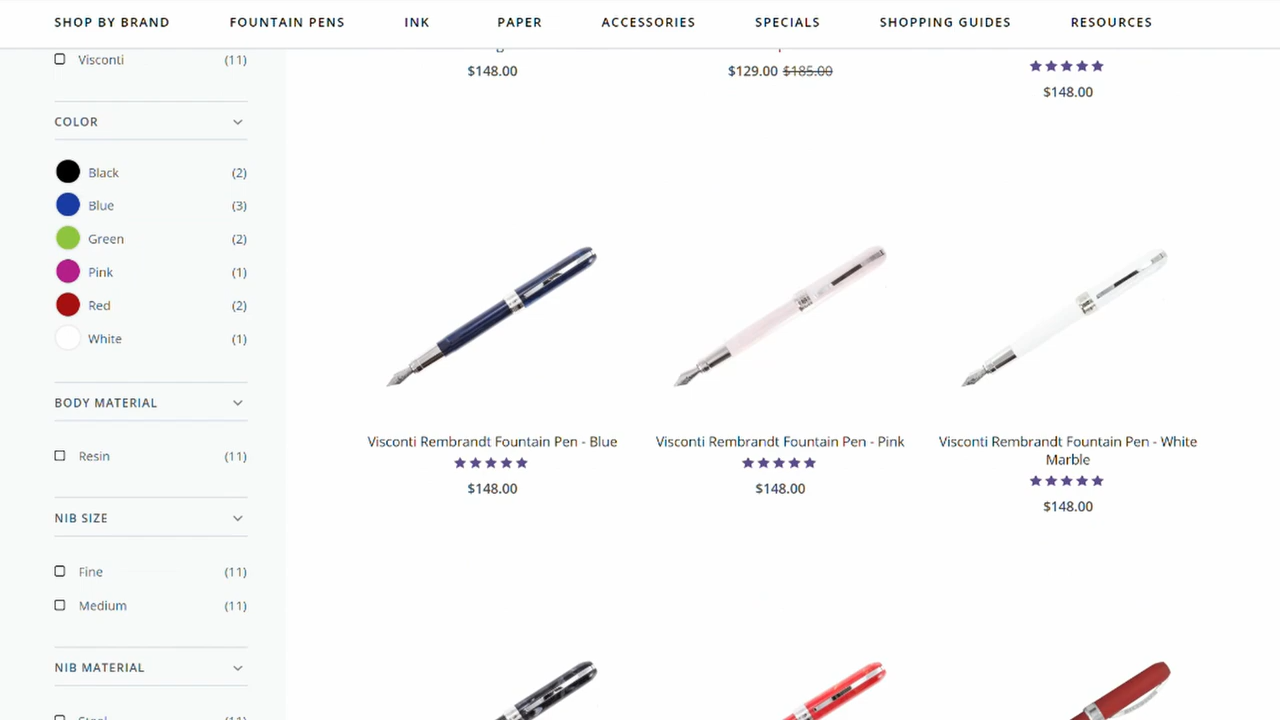 SHOP BY BRAND FOUNTAIN PENS INK PAPER ACCESSORIES SPECIALS SHOPPING GUIDES RESOURCES
Visconti (11)
COLOR
Black (2)
Blue (3)
Green (2)
Pink (1)
Red (2)
White (1)
BODY MATERIAL
Resin (11)
NIB SIZE
Fine (11)
Medium (11)
NIB MATERIAL
$148.00
$129.00 $185.00
$148.00
Visconti Rembrandt Fountain Pen - Blue
$148.00
Visconti Rembrandt Fountain Pen - Pink
$148.00
Visconti Rembrandt Fountain Pen - White
Marble
$148.00